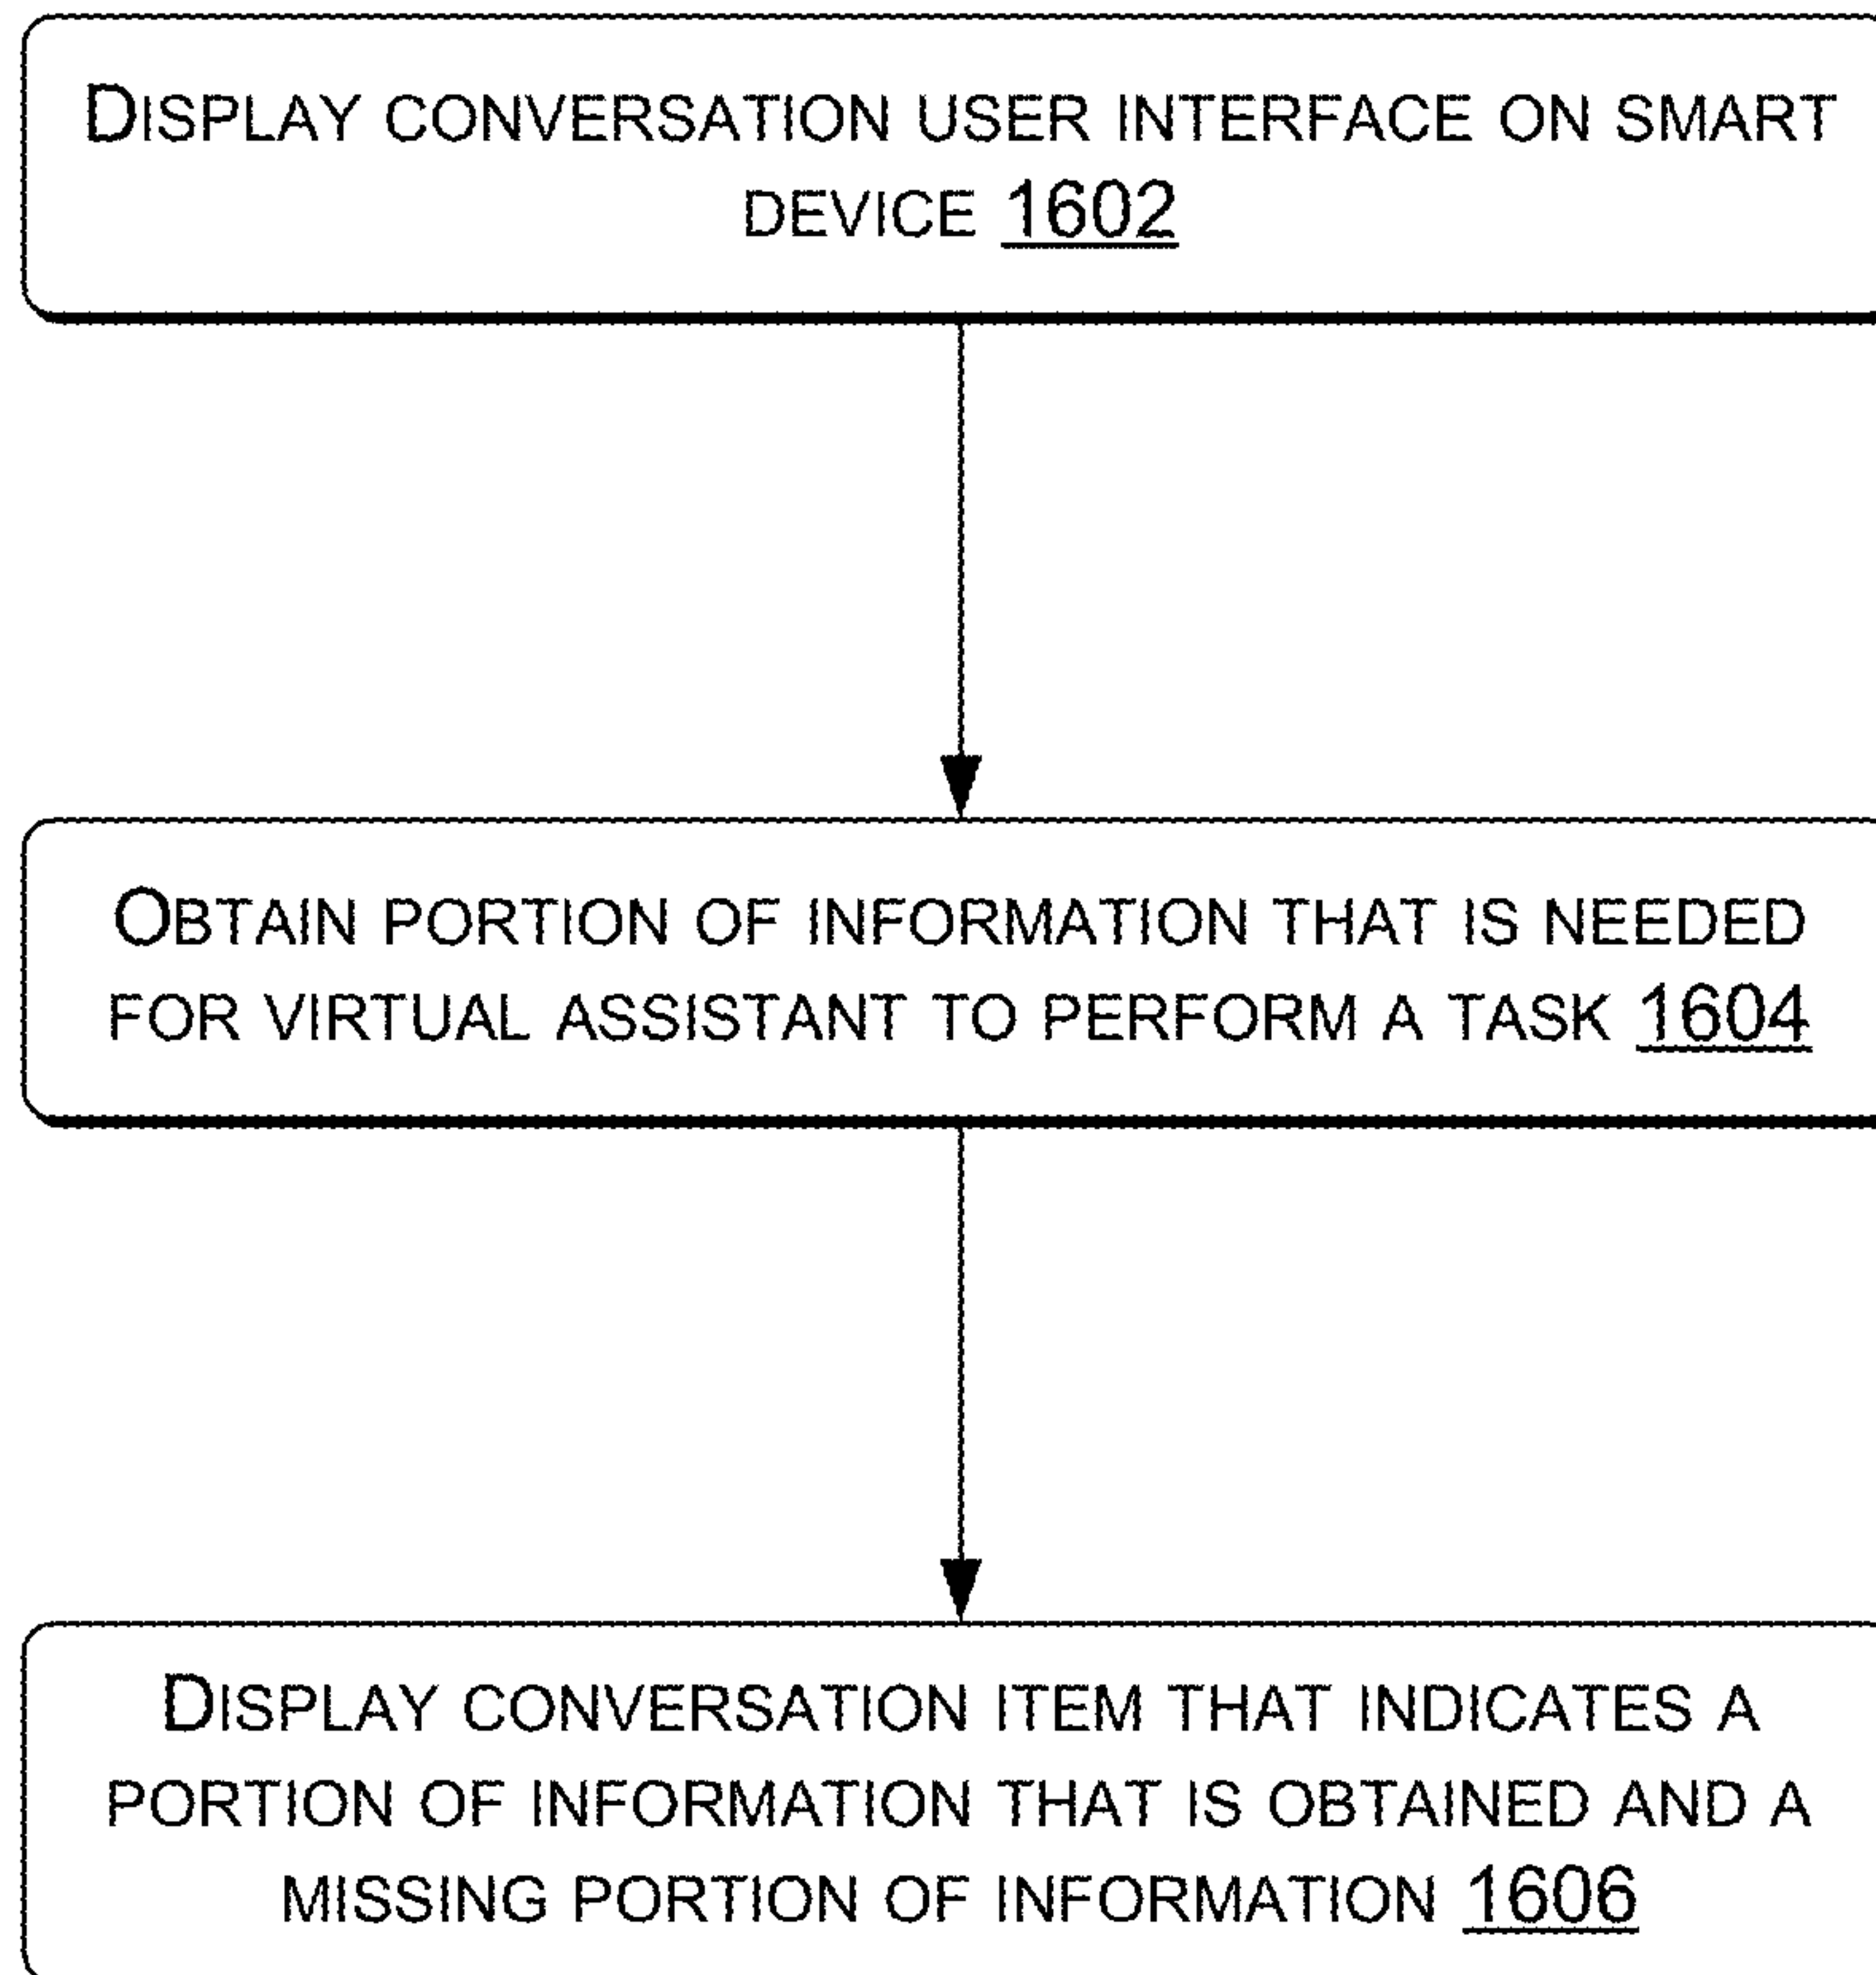 DISPLAY CONVERSATION USER INTERFACE ON SMART
DEVICE 1602
OBTAIN PORTION OF INFORMATION THAT IS NEEDED
FOR VIRTUAL ASSISTANT TO PERFORM A TASK 1604
DISPLAY CONVERSATION ITEM THAT INDICATES A
PORTION OF INFORMATION THAT IS OBTAINED AND A
MISSING PORTION OF INFORMATION 1606